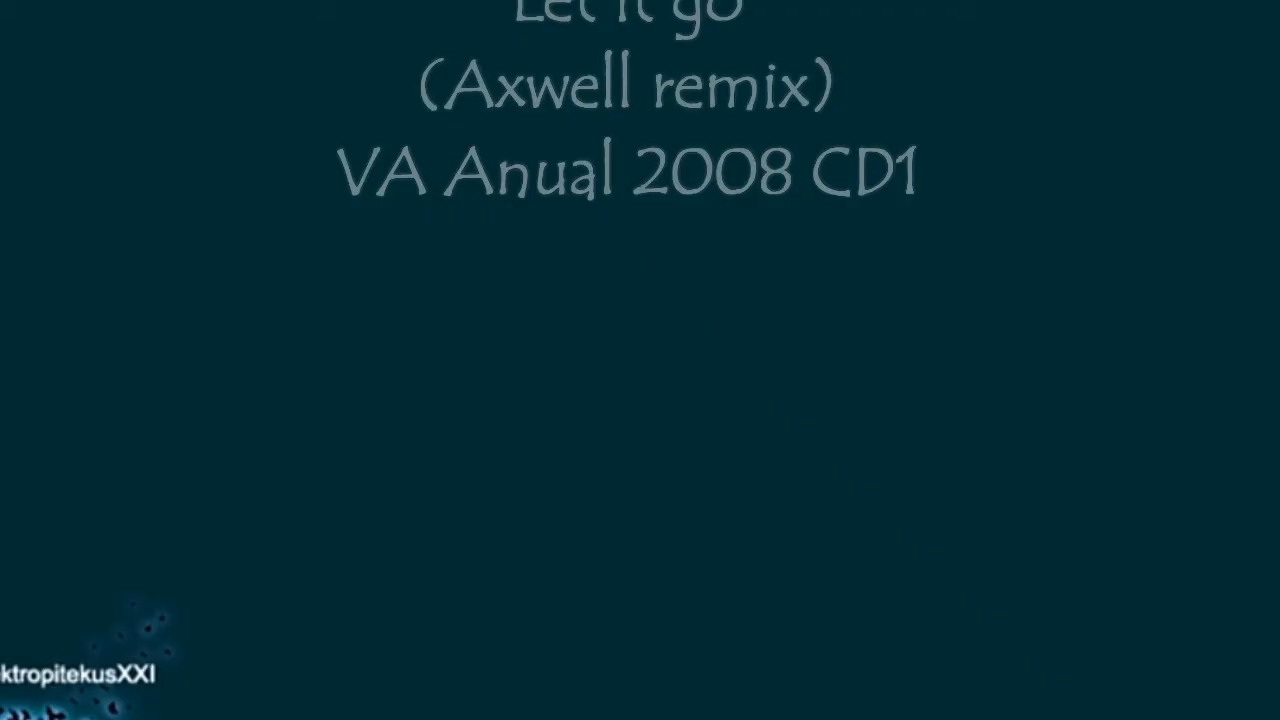 Let it go
(Axwell remix)
VA Anual 2008 CD1
ktropitekusXXI